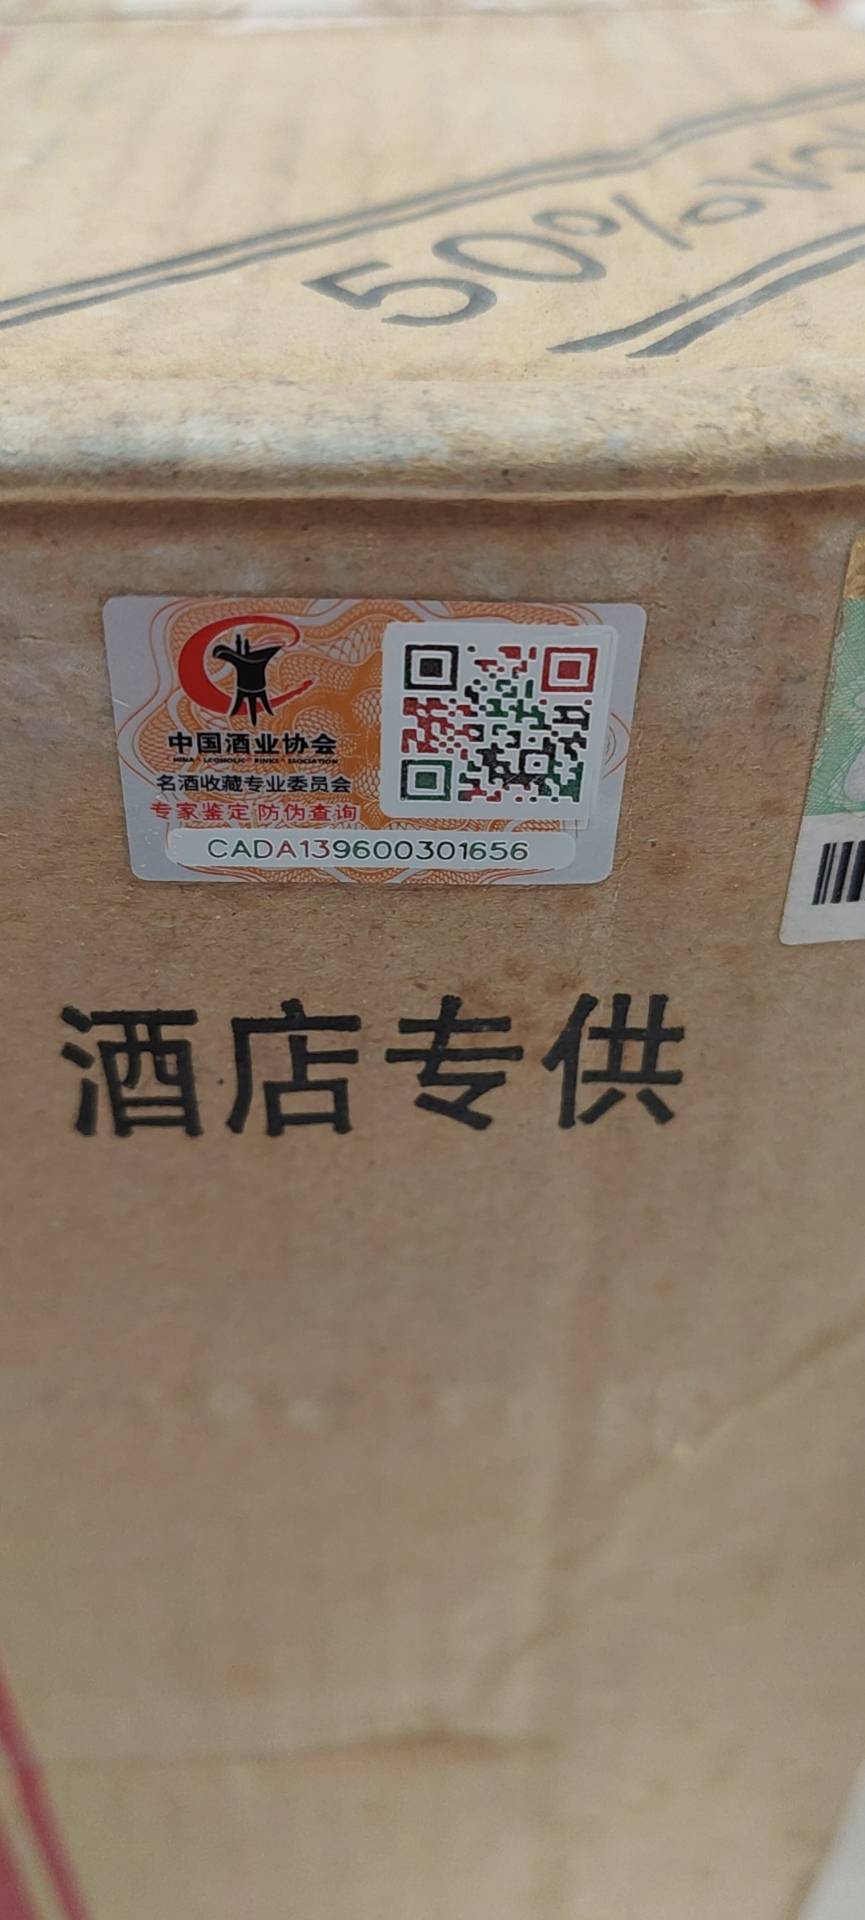 50%vol
中国酒业协会
名酒收藏专业委员会
专家鉴定 防伪查询
CADA139600301656
酒店专供